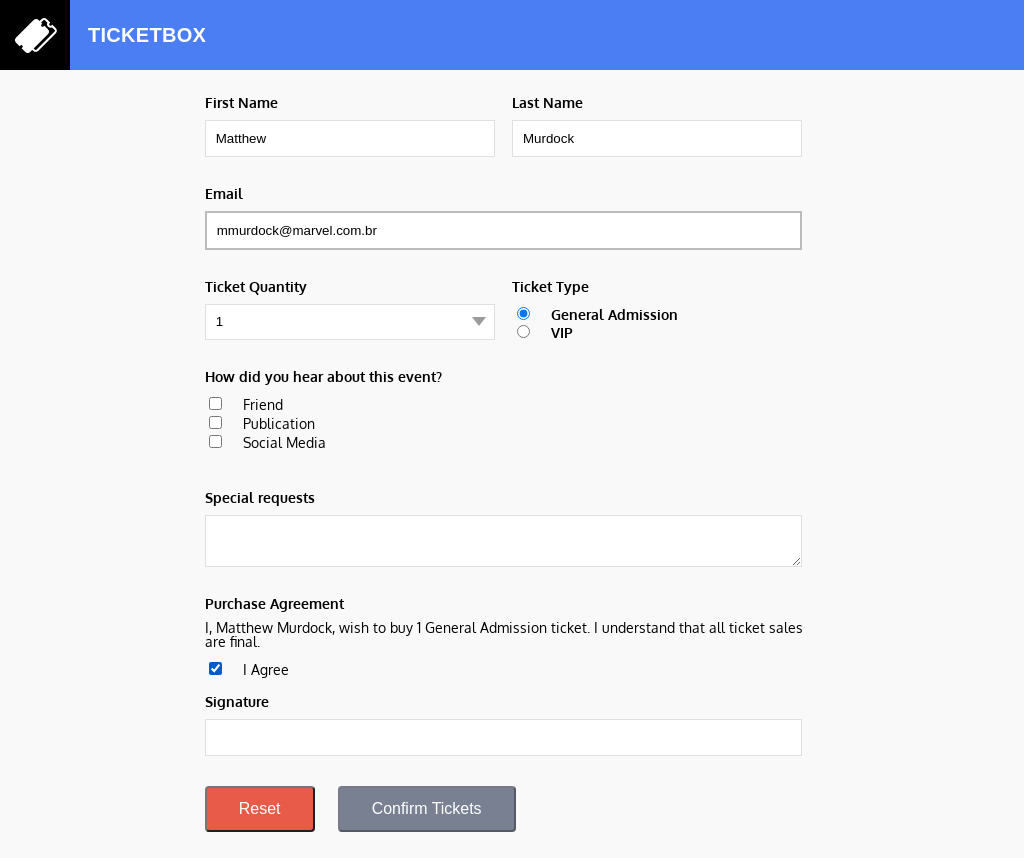 TICKETBOX
First Name
Last Name
Matthew
Murdock
Email
mmurdock@marvel.com.br
Ticket Quantity
Ticket Type
1
General Admission
VIP
How did you hear about this event?
Friend
Publication
Social Media
Special requests
Purchase Agreement
I, Matthew Murdock, wish to buy 1 General Admission ticket. I understand that all ticket sales
are final.
I Agree
Signature
Reset
Confirm Tickets